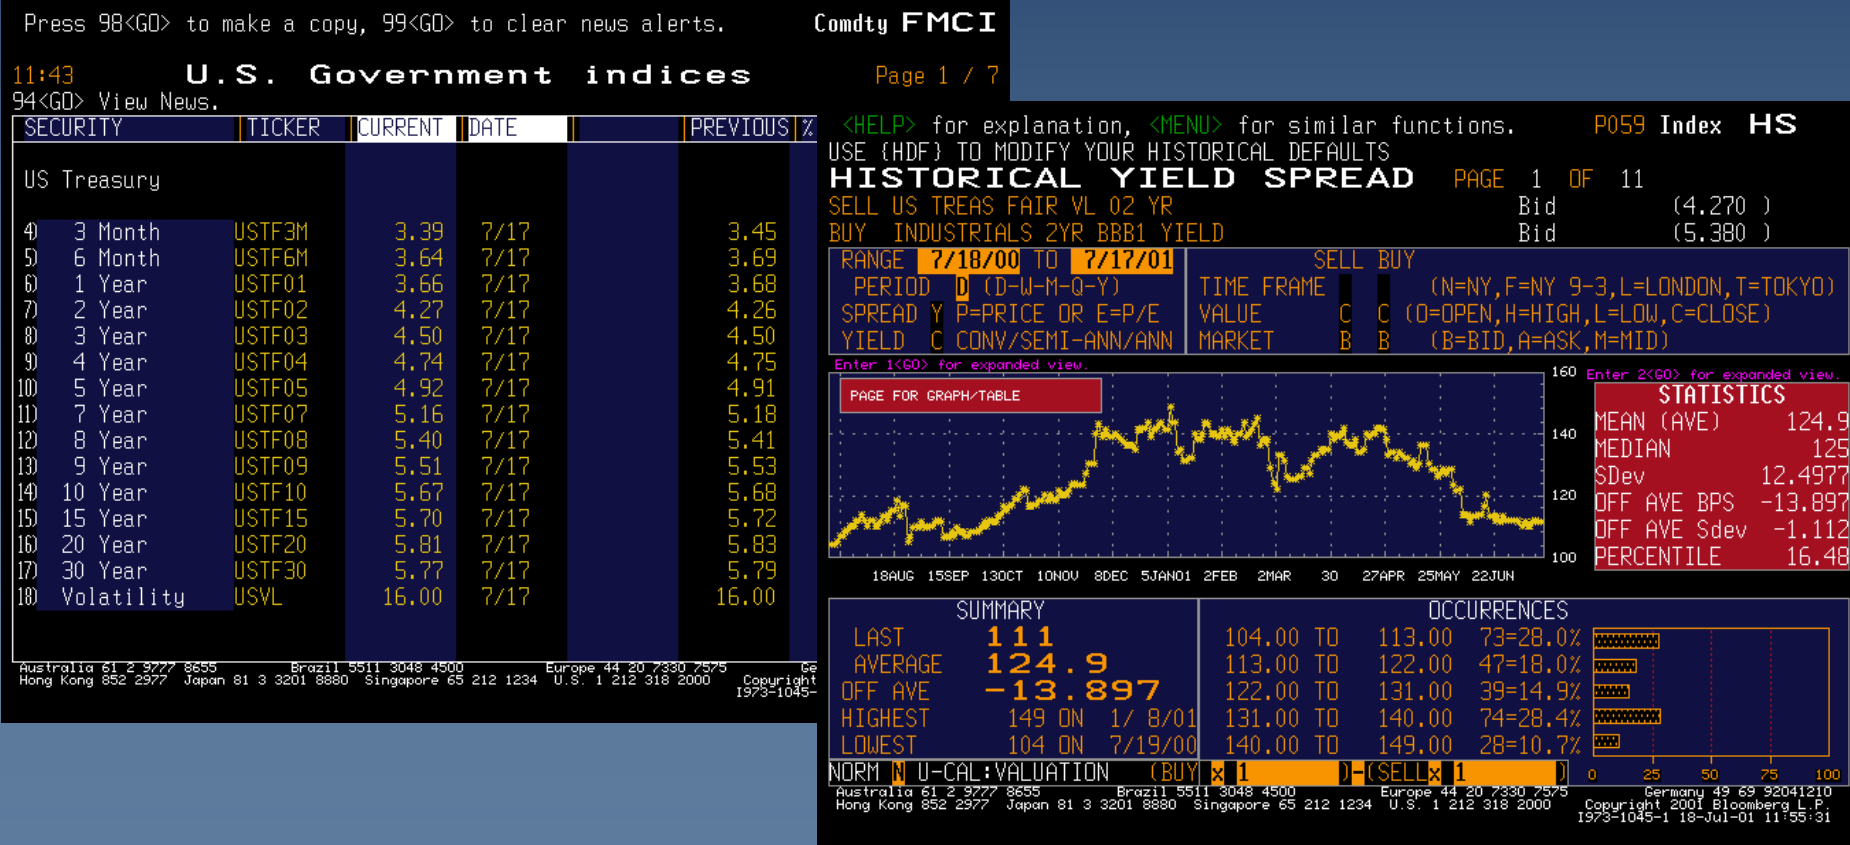 Press 98<GO> to make a copy, 99<GO> to clear news alerts. Comdty FMCI
11:43 U.S. Government indices Page 1 / 7
94<GO> View News.
SECURITY TICKER CURRENT DATE PREVIOUS %
US Treasury
4) 3 Month USTF3M 3.39 7/17 3.45
5) 6 Month USTF6M 3.64 7/17 3.69
6) 1 Year USTF01 3.66 7/17 3.68
7) 2 Year USTF02 4.27 7/17 4.26
8) 3 Year USTF03 4.50 7/17 4.50
9) 4 Year USTF04 4.74 7/17 4.75
10) 5 Year USTF05 4.92 7/17 4.91
11) 7 Year USTF07 5.16 7/17 5.18
12) 8 Year USTF08 5.40 7/17 5.41
13) 9 Year USTF09 5.51 7/17 5.53
14) 10 Year USTF10 5.67 7/17 5.68
15) 15 Year USTF15 5.70 7/17 5.72
16) 20 Year USTF20 5.81 7/17 5.83
17) 30 Year USTF30 5.77 7/17 5.79
18) Volatility USVL 16.00 7/17 16.00
Australia 61 2 9777 8655 Brazil 5511 3048 4500 Europe 44 20 7330 7575 Ge
Hong Kong 852 2977 Japan 81 3 3201 8880 Singapore 65 212 1234 U.S. 1 212 318 2000 Copyright
I973-1045-
<HELP> for explanation, <MENU> for similar functions. P059 Index HS
USE {HDF} TO MODIFY YOUR HISTORICAL DEFAULTS
HISTORICAL YIELD SPREAD PAGE 1 OF 11
SELL US TREAS FAIR VL 02 YR Bid (4.270 )
BUY INDUSTRIALS 2YR BBB1 YIELD Bid (5.380 )
RANGE 7/18/00 TO 7/17/01 SELL BUY
PERIOD D (D-W-M-Q-Y) TIME FRAME (N=NY,F=NY 9-3,L=LONDON,T=TOKYO)
SPREAD Y P=PRICE OR E=P/E VALUE C C (O=OPEN,H=HIGH,L=LOW,C=CLOSE)
YIELD C CONV/SEMI-ANN/ANN MARKET B B (B=BID,A=ASK,M=MID)
Enter 1<GO> for expanded view. 160 Enter 2<GO> for expanded view.
PAGE FOR GRAPH/TABLE
140
120
100
18AUG 15SEP 13OCT 10NOV 8DEC 5JAN01 2FEB 2MAR 30 27APR 25MAY 22JUN
STATISTICS
MEAN (AVE) 124.9
MEDIAN 125
SDev 12.4977
OFF AVE BPS -13.897
OFF AVE Sdev -1.112
PERCENTILE 16.48
SUMMARY OCCURRENCES
LAST 111 104.00 TO 113.00 73=28.0%
AVERAGE 124.9 113.00 TO 122.00 47=18.0%
OFF AVE -13.897 122.00 TO 131.00 39=14.9%
HIGHEST 149 ON 1/ 8/01 131.00 TO 140.00 74=28.4%
LOWEST 104 ON 7/19/00 140.00 TO 149.00 28=10.7%
NORM N U-CAL:VALUATION (BUY x 1 )-(SELL x 1 ) 0 25 50 75 100
Australia 61 2 9777 8655 Brazil 5511 3048 4500 Europe 44 20 7330 7575 Germany 49 69 92041210
Hong Kong 852 2977 Japan 81 3 3201 8880 Singapore 65 212 1234 U.S. 1 212 318 2000 Copyright 2001 Bloomberg L.P.
I973-1045-1 18-Jul-01 11:55:31